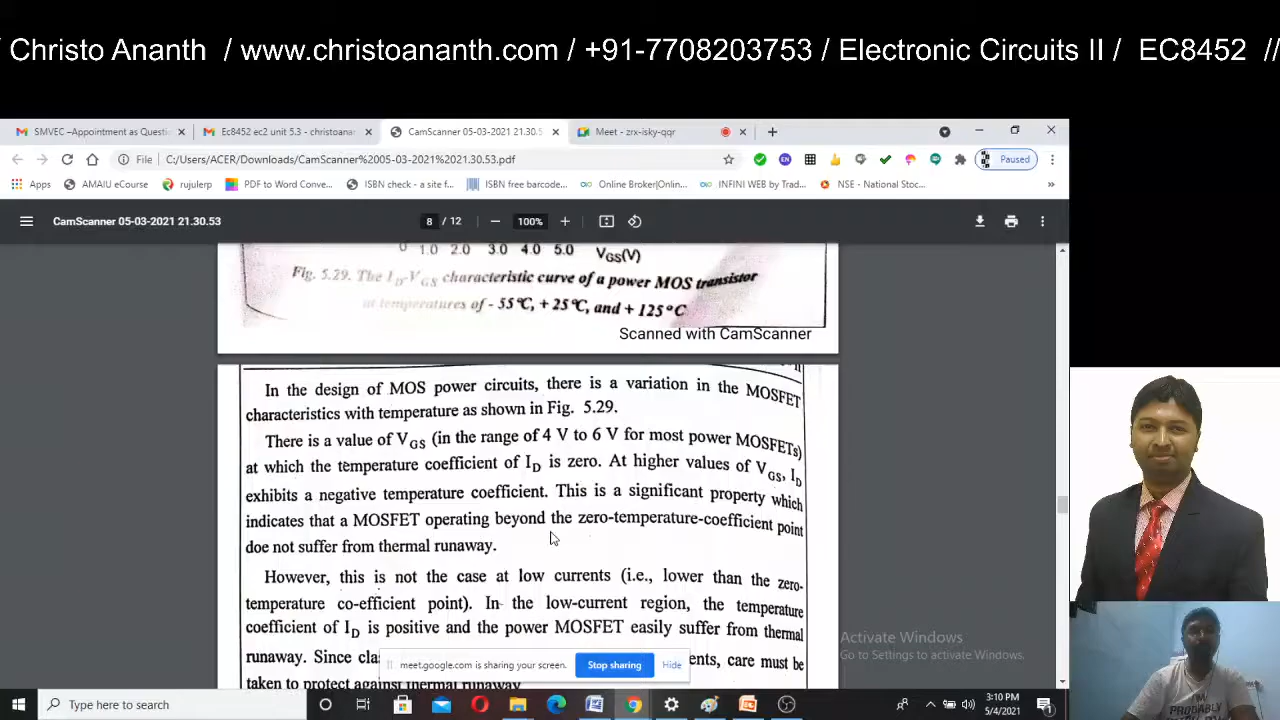 / Christo Ananth / www.christoananth.com / +91-7708203753 / Electronic Circuits II / EC8452 //
SMVEC –Appointment as Questi
Ec8452 ec2 unit 5.3 - christoanan
CamScanner 05-03-2021 21.30.5
Meet - zrx-isky-qqr
File
C:/Users/ACER/Downloads/CamScanner%2005-03-2021%2021.30.53.pdf
EN
Paused
Apps
AMAIU eCourse
rujulerp
PDF to Word Conve...
ISBN check - a site f...
ISBN free barcode...
Online Broker|Onlin...
INFINI WEB by Trad...
NSE - National Stoc...
»
CamScanner 05-03-2021 21.30.53
8 / 12
100%
0 1.0 2.0 3.0 4.0 5.0 VGS(V)
Fig. 5.29. The ID-VGS characteristic curve of a power MOS transistor
at temperatures of - 55°C, + 25°C, and + 125°C
Scanned with CamScanner
In the design of MOS power circuits, there is a variation in the MOSFET
characteristics with temperature as shown in Fig. 5.29.
There is a value of VGS (in the range of 4 V to 6 V for most power MOSFETs)
at which the temperature coefficient of ID is zero. At higher values of VGS, ID
exhibits a negative temperature coefficient. This is a significant property which
indicates that a MOSFET operating beyond the zero-temperature-coefficient point
doe not suffer from thermal runaway.
However, this is not the case at low currents (i.e., lower than the zero-
temperature co-efficient point). In the low-current region, the temperature
coefficient of ID is positive and the power MOSFET easily suffer from thermal
runaway. Since cla ents, care must be
taken to protect against thermal runaway
meet.google.com is sharing your screen.
Stop sharing
Hide
Activate Windows
Go to Settings to activate Windows.
I'M
PROBABLY
Type here to search
3:10 PM
5/4/2021